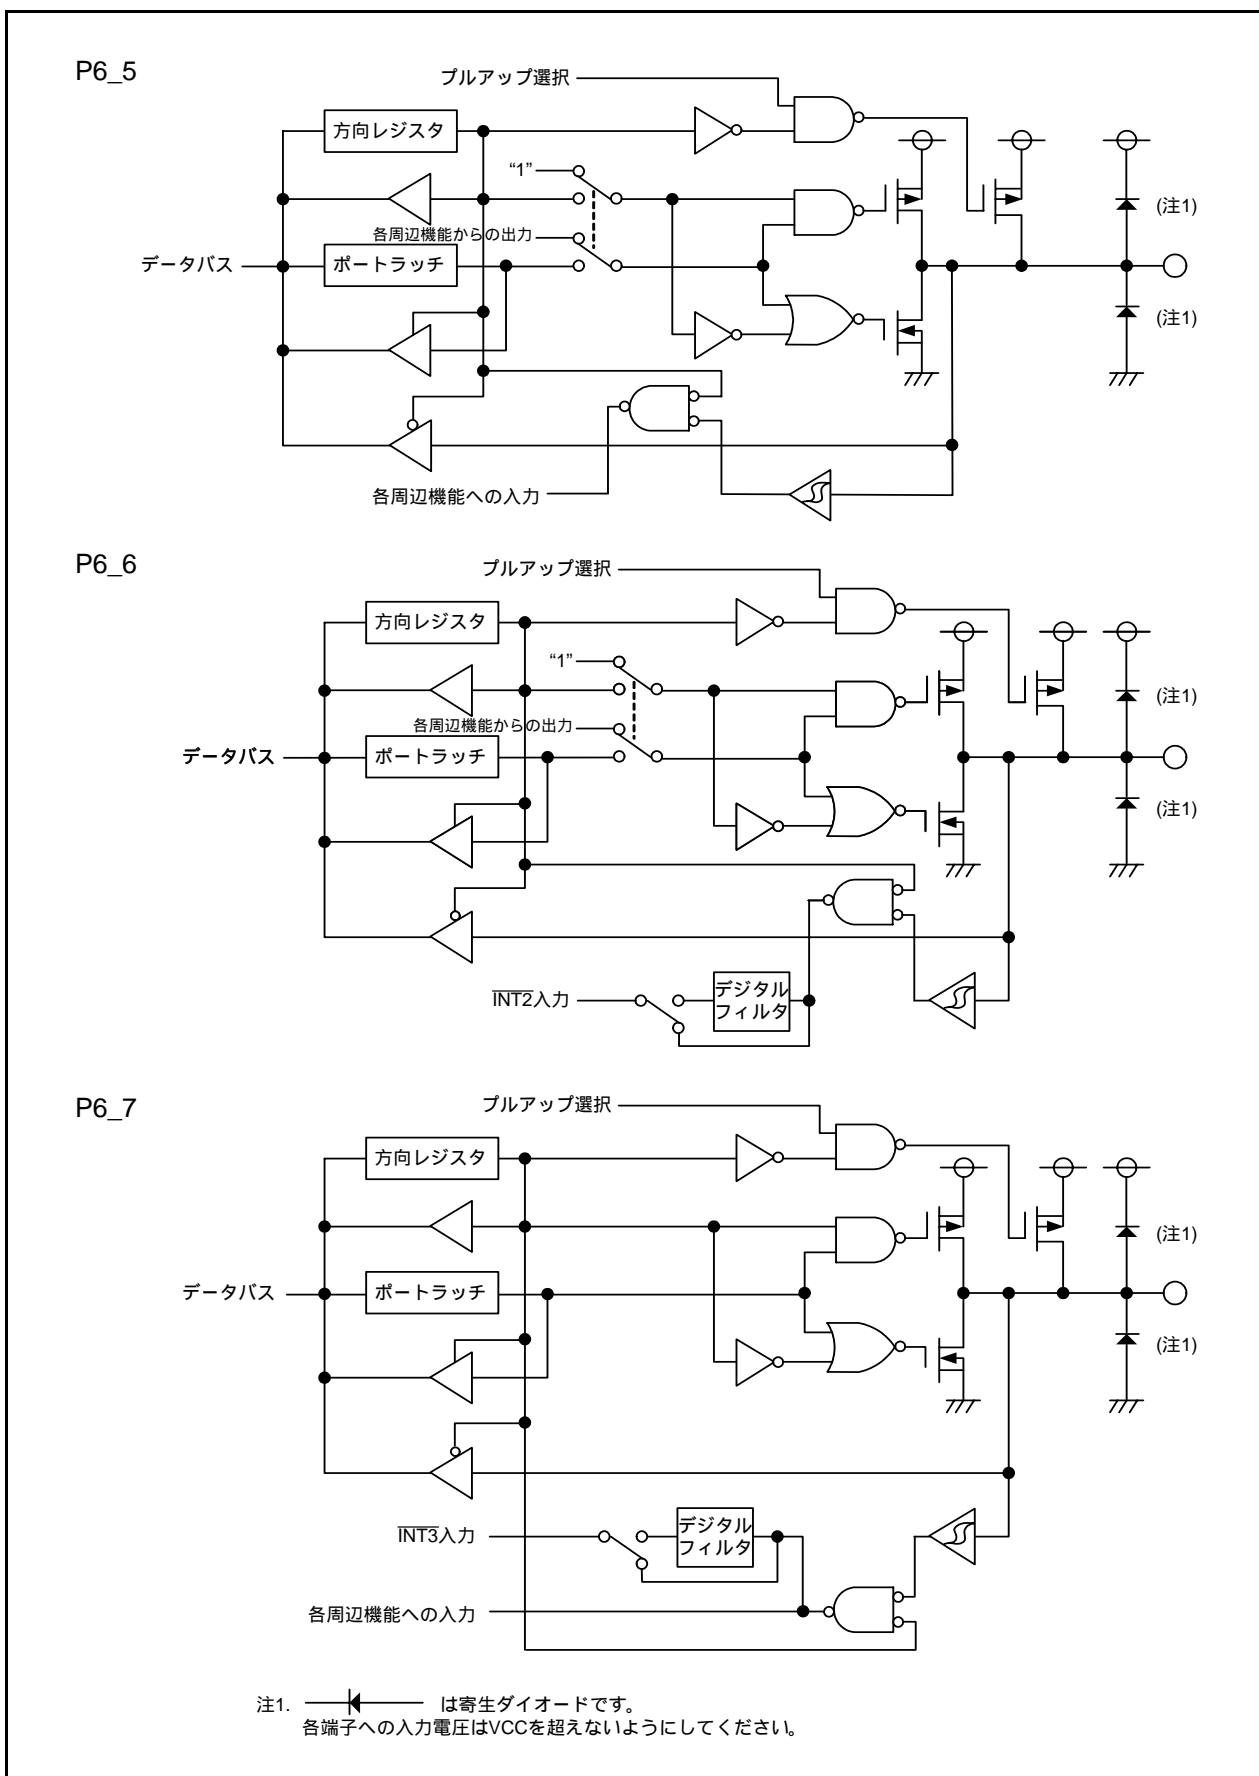 P6_5
プルアップ選択
方向レジスタ
“1”
(注1)
各周辺機能からの出力
データバス
ポートラッチ
(注1)
各周辺機能への入力
P6_6
プルアップ選択
方向レジスタ
“1”
(注1)
各周辺機能からの出力
データバス
ポートラッチ
(注1)
INT2入力
デジタル
フィルタ
P6_7
プルアップ選択
方向レジスタ
(注1)
データバス
ポートラッチ
(注1)
INT3入力
デジタル
フィルタ
各周辺機能への入力
注1. は寄生ダイオードです。
各端子への入力電圧はVCCを超えないようにしてください。